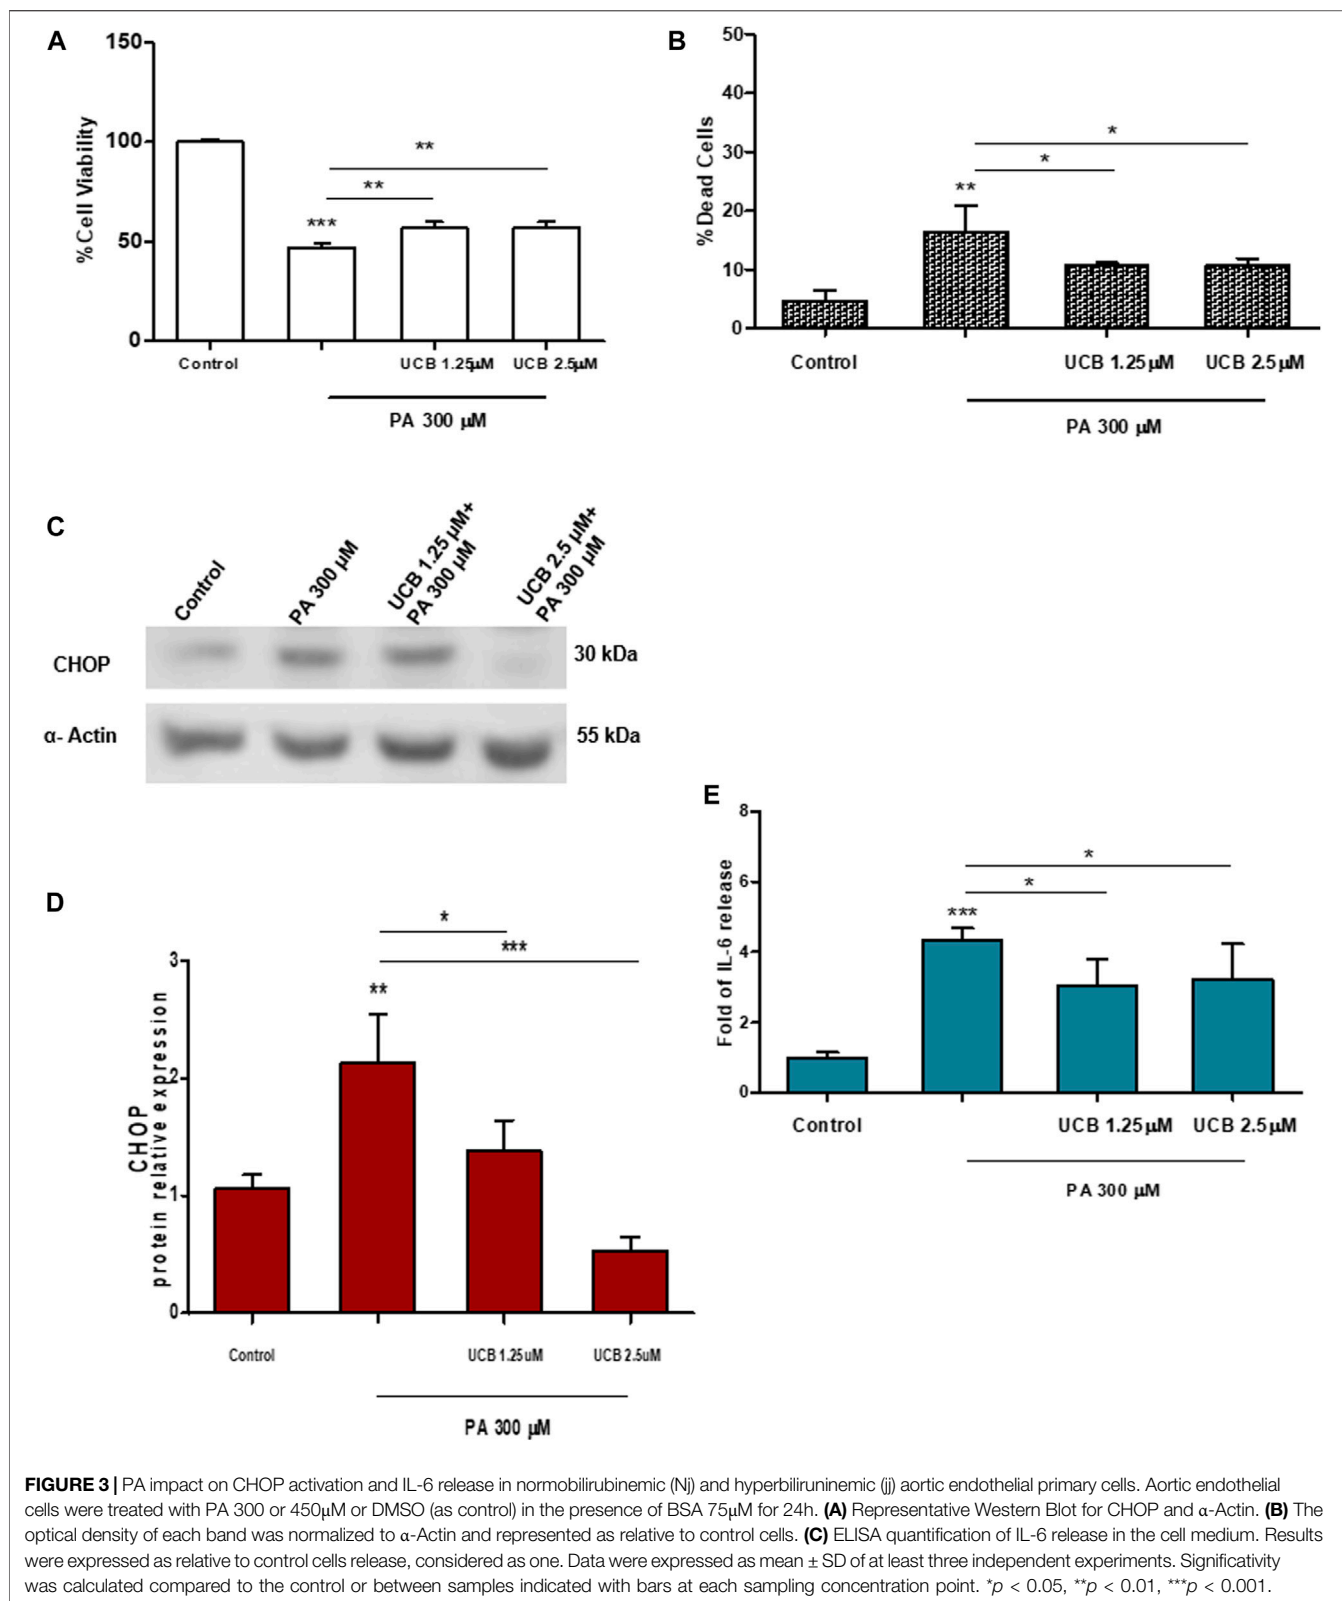 A
150
100
50
0
%Cell Viability
**
**
***
Control
UCB 1.25µM
UCB 2.5µM
PA 300 µM
B
50
40
30
20
10
0
%Dead Cells
*
*
**
Control
UCB 1.25µM
UCB 2.5µM
PA 300 µM
C
Control
PA 300 µM
UCB 1.25 µM+
PA 300 µM
UCB 2.5 µM+
PA 300 µM
CHOP
30 kDa
α- Actin
55 kDa
D
3
2
1
0
CHOP
protein relative expression
*
***
**
Control
UCB 1.25uM
UCB 2.5uM
PA 300 µM
E
8
6
4
2
0
Fold of IL-6 release
*
*
***
Control
UCB 1.25µM
UCB 2.5µM
PA 300 µM
FIGURE 3 | PA impact on CHOP activation and IL-6 release in normobilirubinemic (Nj) and hyperbiliruninemic (jj) aortic endothelial primary cells. Aortic endothelial
cells were treated with PA 300 or 450µM or DMSO (as control) in the presence of BSA 75µM for 24h. (A) Representative Western Blot for CHOP and α-Actin. (B) The
optical density of each band was normalized to α-Actin and represented as relative to control cells. (C) ELISA quantification of IL-6 release in the cell medium. Results
were expressed as relative to control cells release, considered as one. Data were expressed as mean ± SD of at least three independent experiments. Significativity
was calculated compared to the control or between samples indicated with bars at each sampling concentration point. *p < 0.05, **p < 0.01, ***p < 0.001.